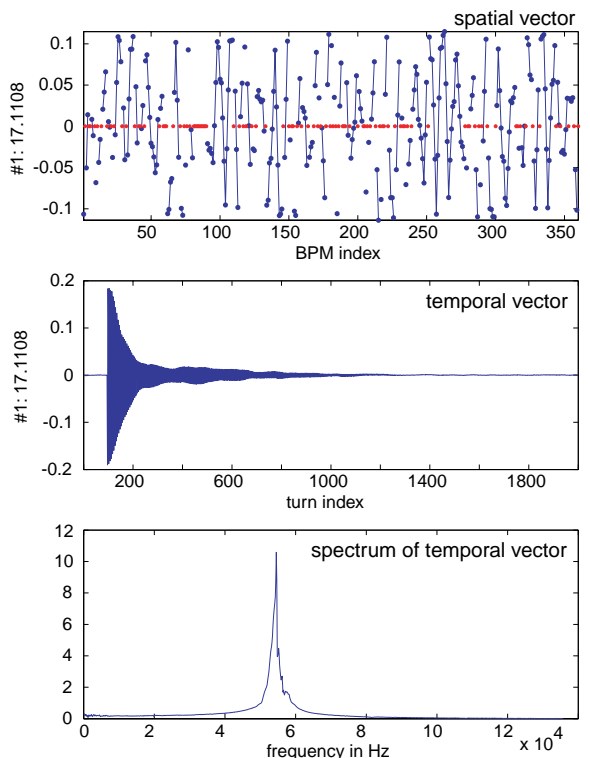 spatial vector
0.1
0.05
0
-0.05
-0.1
#1: 17.1108
50 100 150 200 250 300 350
BPM index
temporal vector
0.2
0.1
0
-0.1
-0.2
#1: 17.1108
200 600 1000 1400 1800
turn index
spectrum of temporal vector
12
10
8
6
4
2
0
0 2 4 6 8 10 12
x 10^4
frequency in Hz